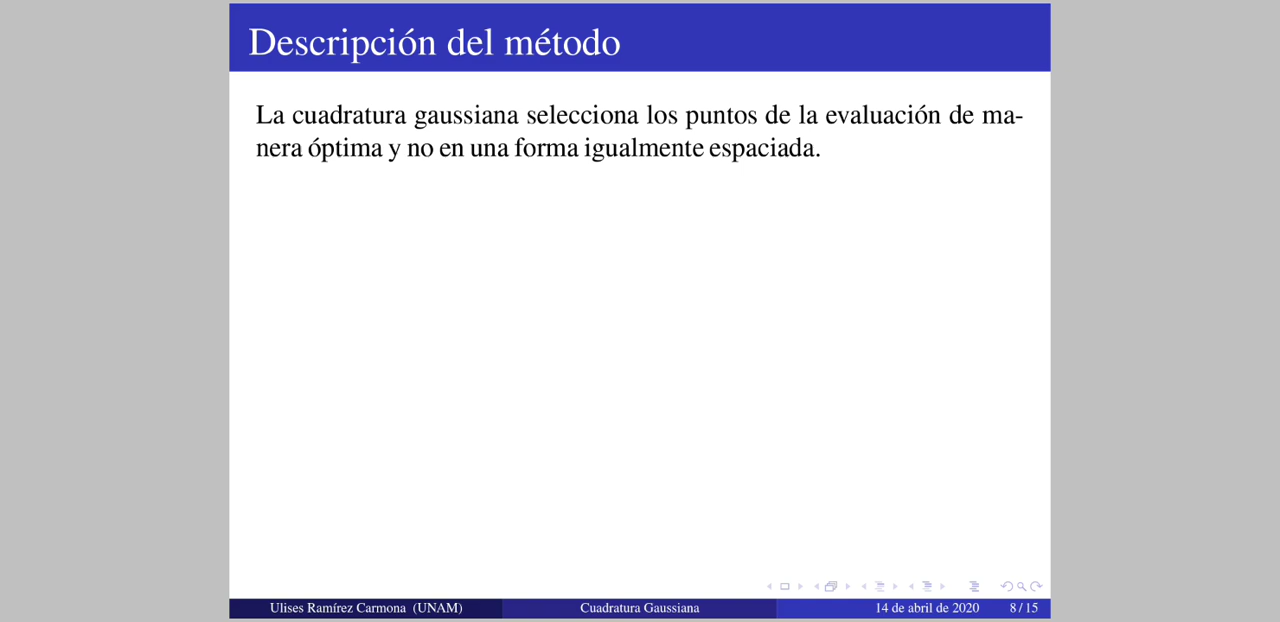 Descripción del método
La cuadratura gaussiana selecciona los puntos de la evaluación de ma-
nera óptima y no en una forma igualmente espaciada.
Ulises Ramírez Carmona (UNAM)
Cuadratura Gaussiana
14 de abril de 2020
8 / 15